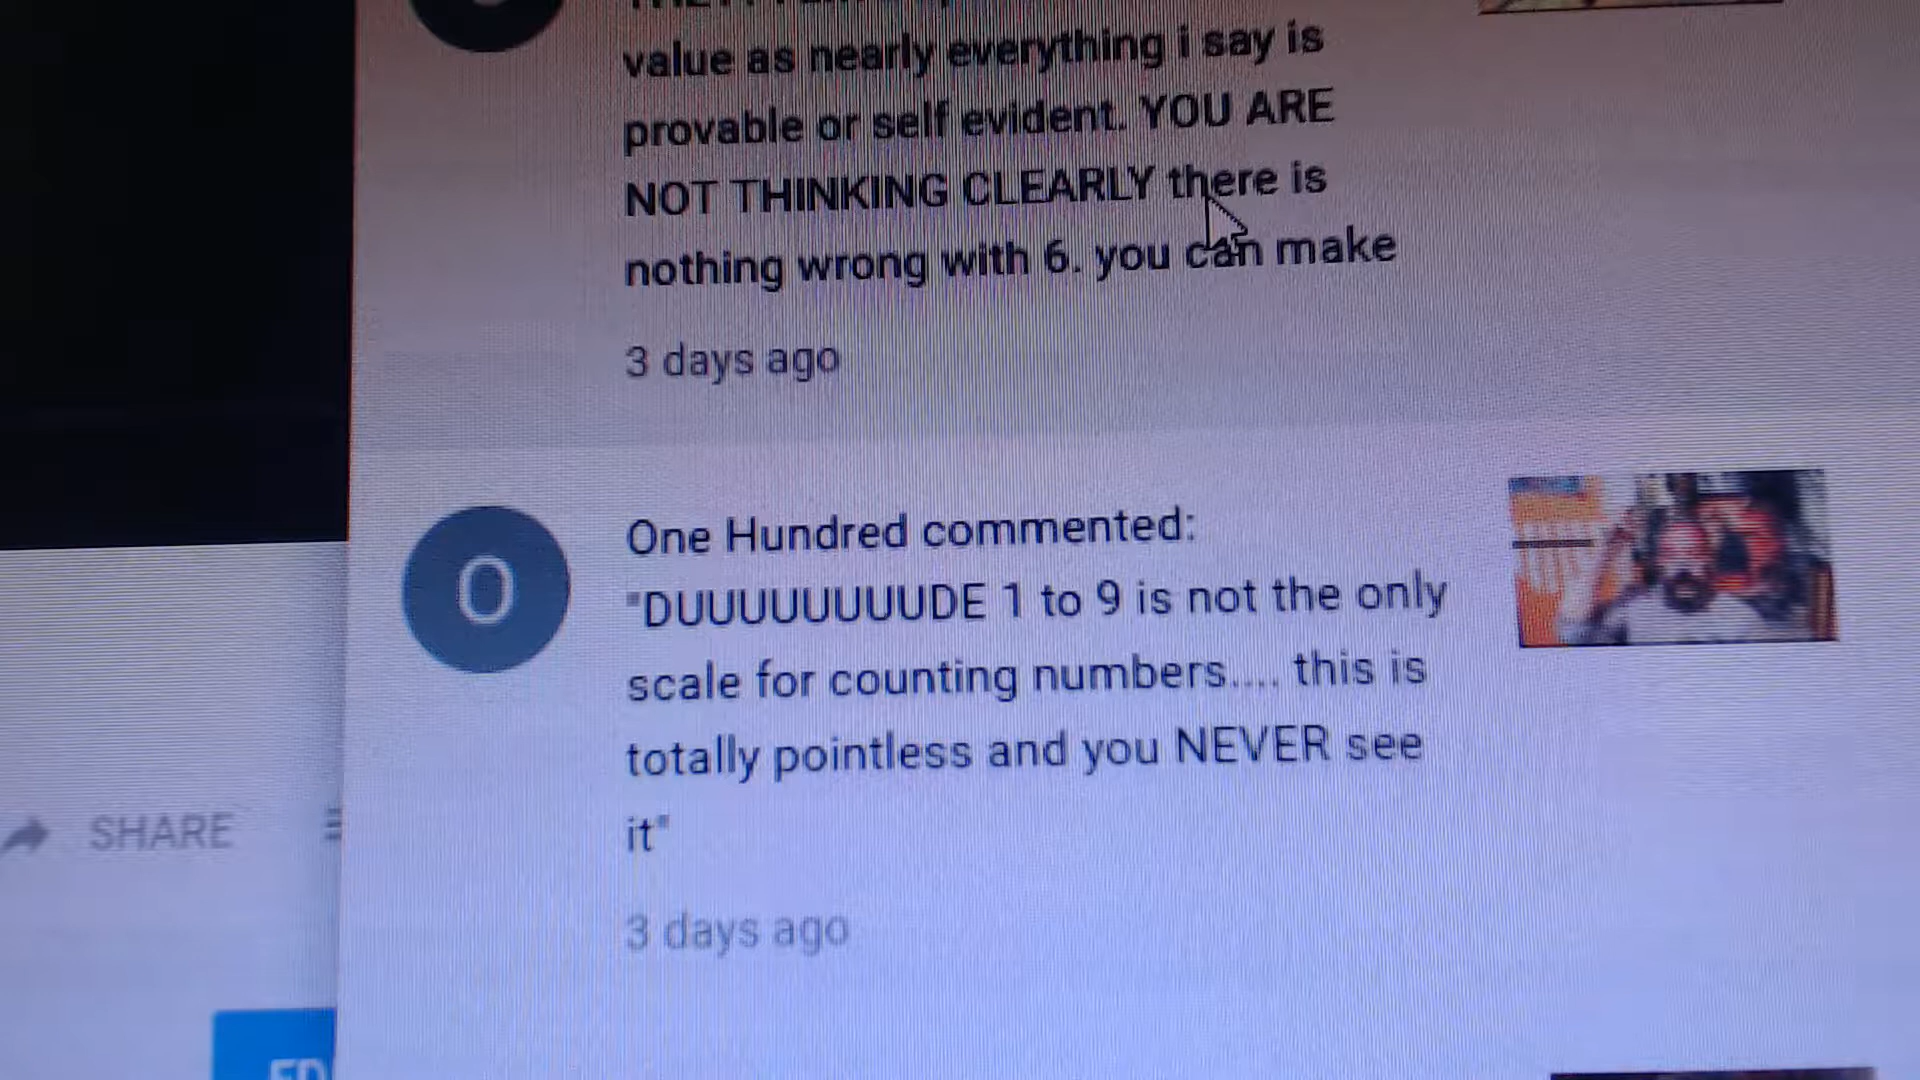 value as nearly everything i say is
provable or self evident. YOU ARE
NOT THINKING CLEARLY there is
nothing wrong with 6. you can make
3 days ago
O
One Hundred commented:
"DUUUUUUUUUDE 1 to 9 is not the only
scale for counting numbers.... this is
totally pointless and you NEVER see
it"
3 days ago
SHARE
ED